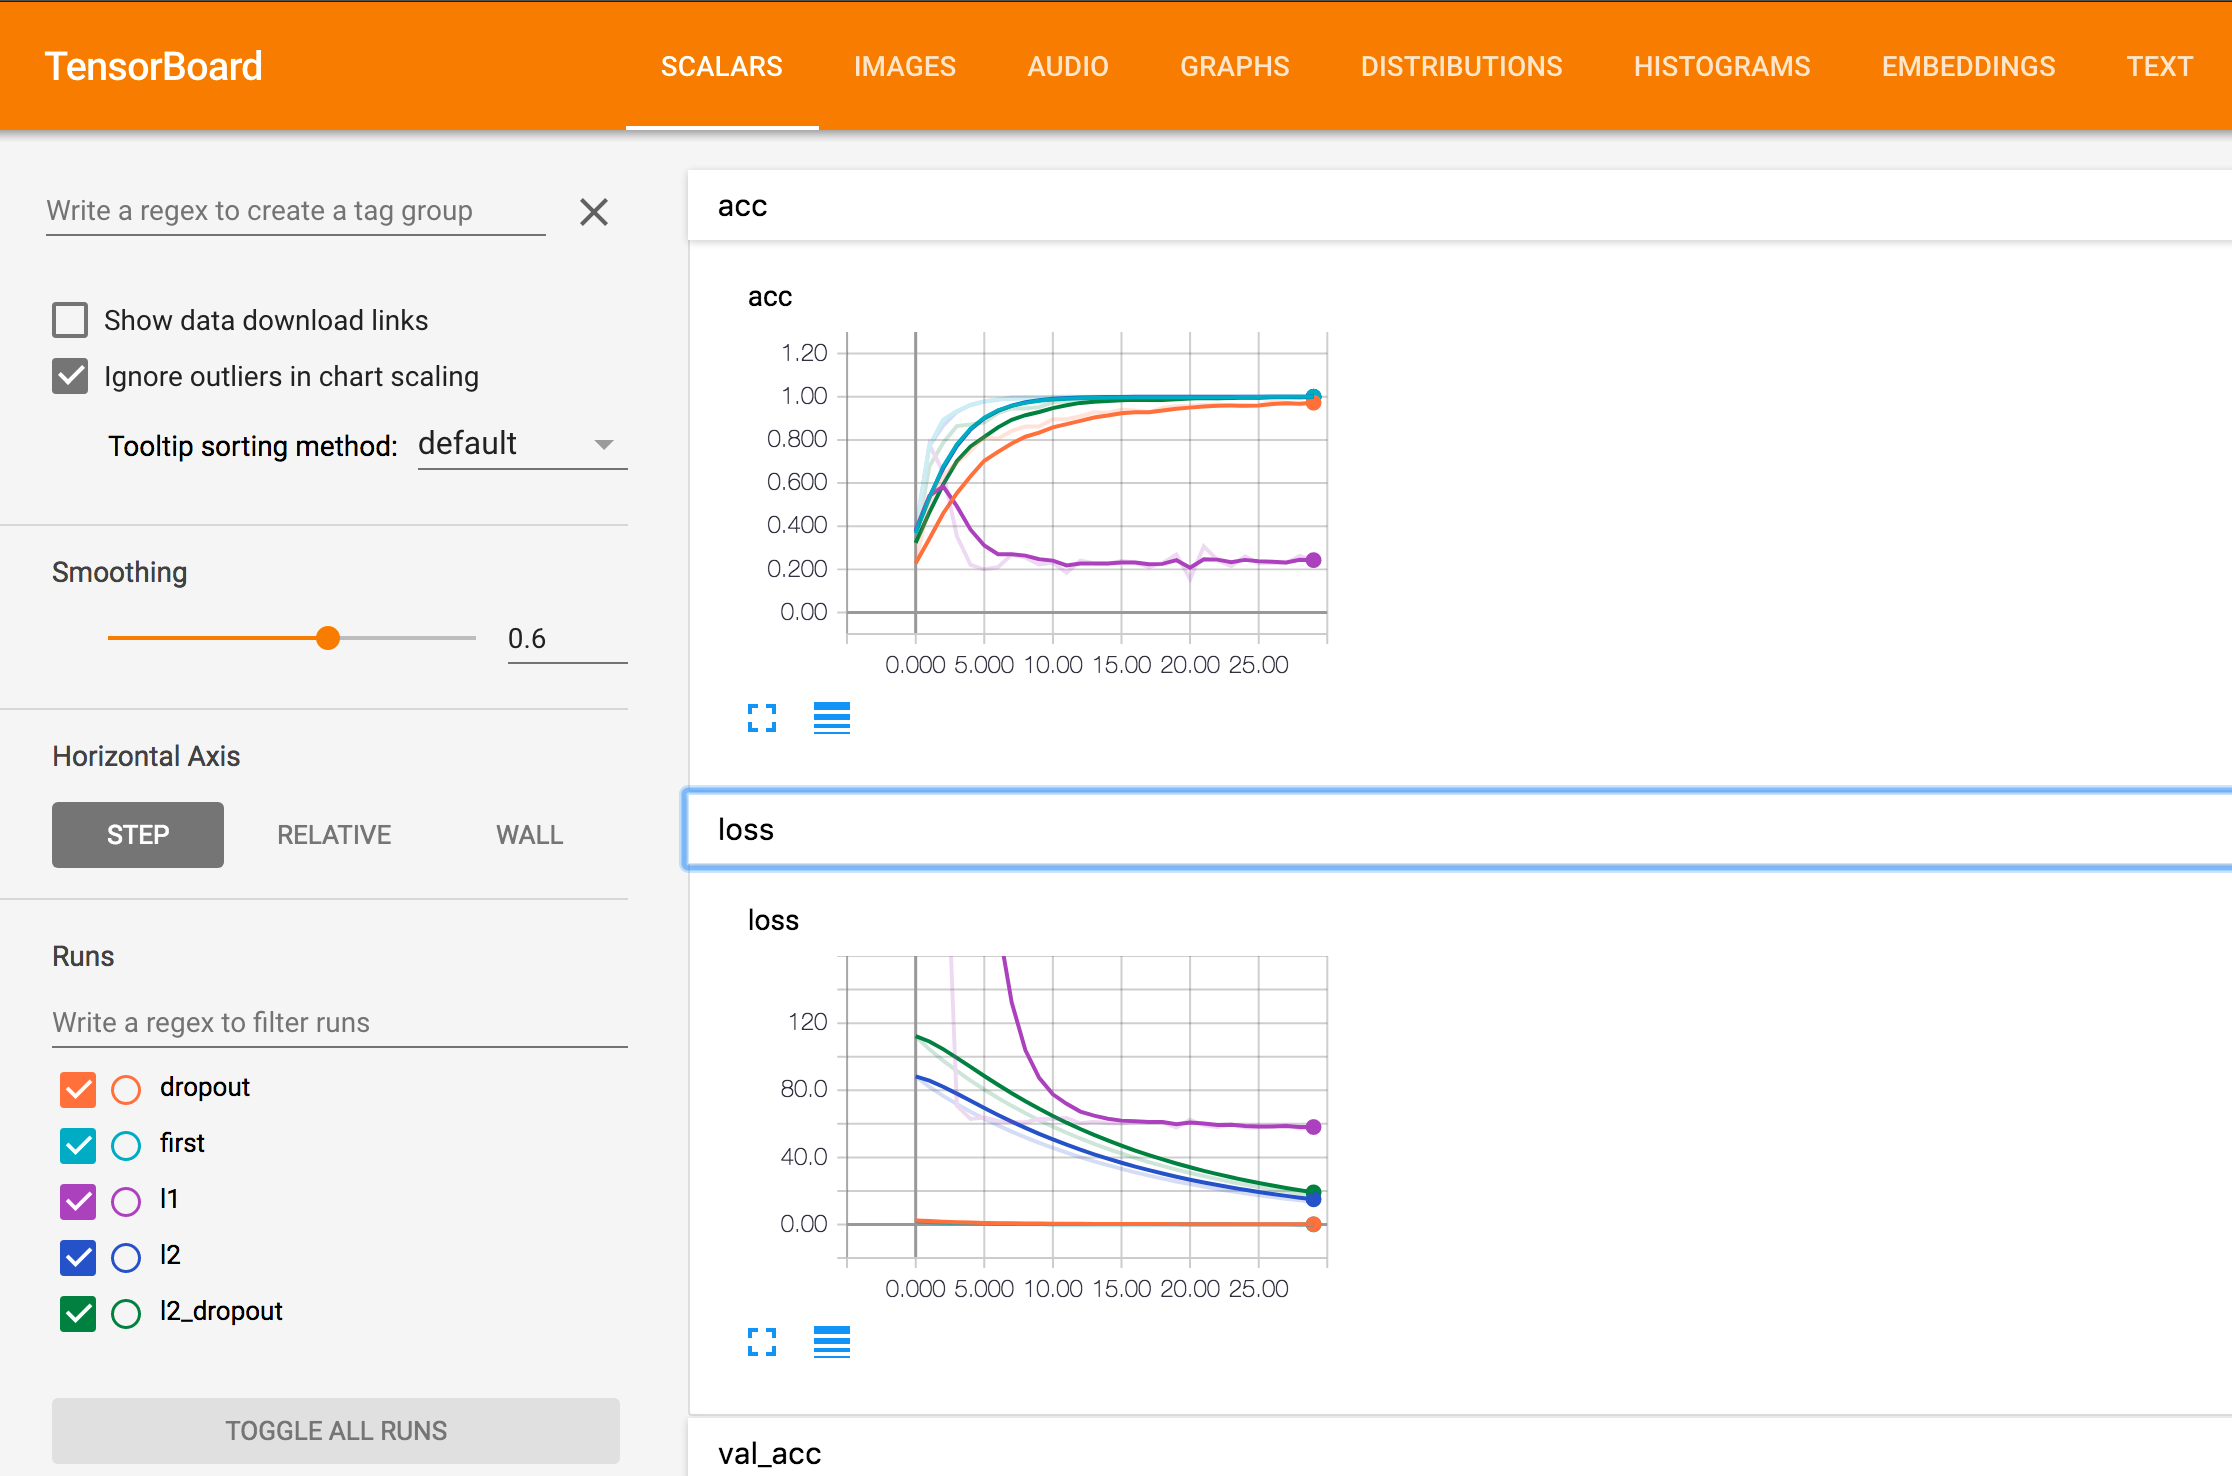 TensorBoard
SCALARS IMAGES AUDIO GRAPHS DISTRIBUTIONS HISTOGRAMS EMBEDDINGS TEXT
Write a regex to create a tag group
Show data download links
Ignore outliers in chart scaling
Tooltip sorting method: default
Smoothing
0.6
Horizontal Axis
STEP RELATIVE WALL
Runs
Write a regex to filter runs
dropout
first
l1
l2
l2_dropout
TOGGLE ALL RUNS
acc
acc
1.20
1.00
0.800
0.600
0.400
0.200
0.00
0.000 5.000 10.00 15.00 20.00 25.00
loss
loss
120
80.0
40.0
0.00
0.000 5.000 10.00 15.00 20.00 25.00
val_acc